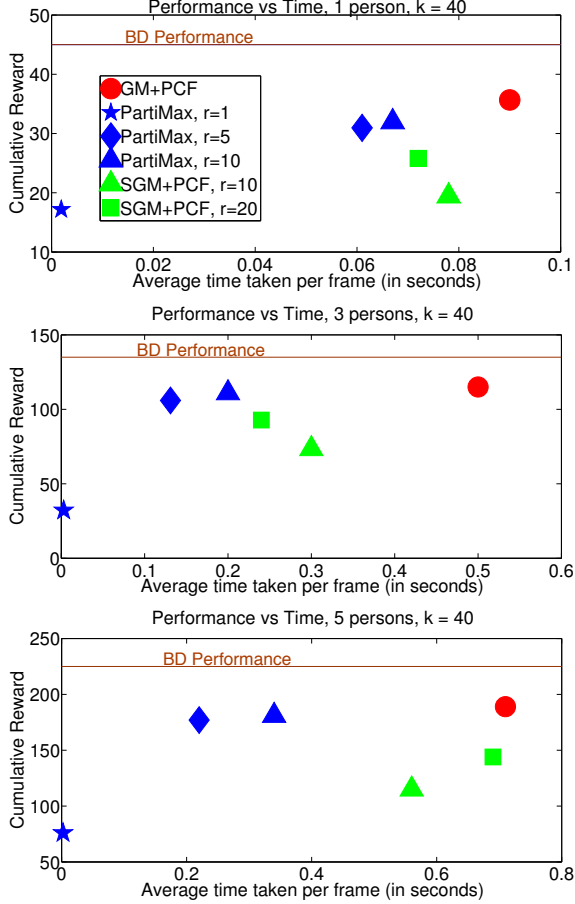 Performance vs Time, 1 person, k = 40
50
40
30
20
10
Cumulative Reward
BD Performance
GM+PCF
PartiMax, r=1
PartiMax, r=5
PartiMax, r=10
SGM+PCF, r=10
SGM+PCF, r=20
0 0.02 0.04 0.06 0.08 0.1
Average time taken per frame (in seconds)
Performance vs Time, 3 persons, k = 40
150
100
50
0
Cumulative Reward
BD Performance
0 0.1 0.2 0.3 0.4 0.5 0.6
Average time taken per frame (in seconds)
Performance vs Time, 5 persons, k = 40
250
200
150
100
50
Cumulative Reward
BD Performance
0 0.2 0.4 0.6 0.8
Average time taken per frame (in seconds)